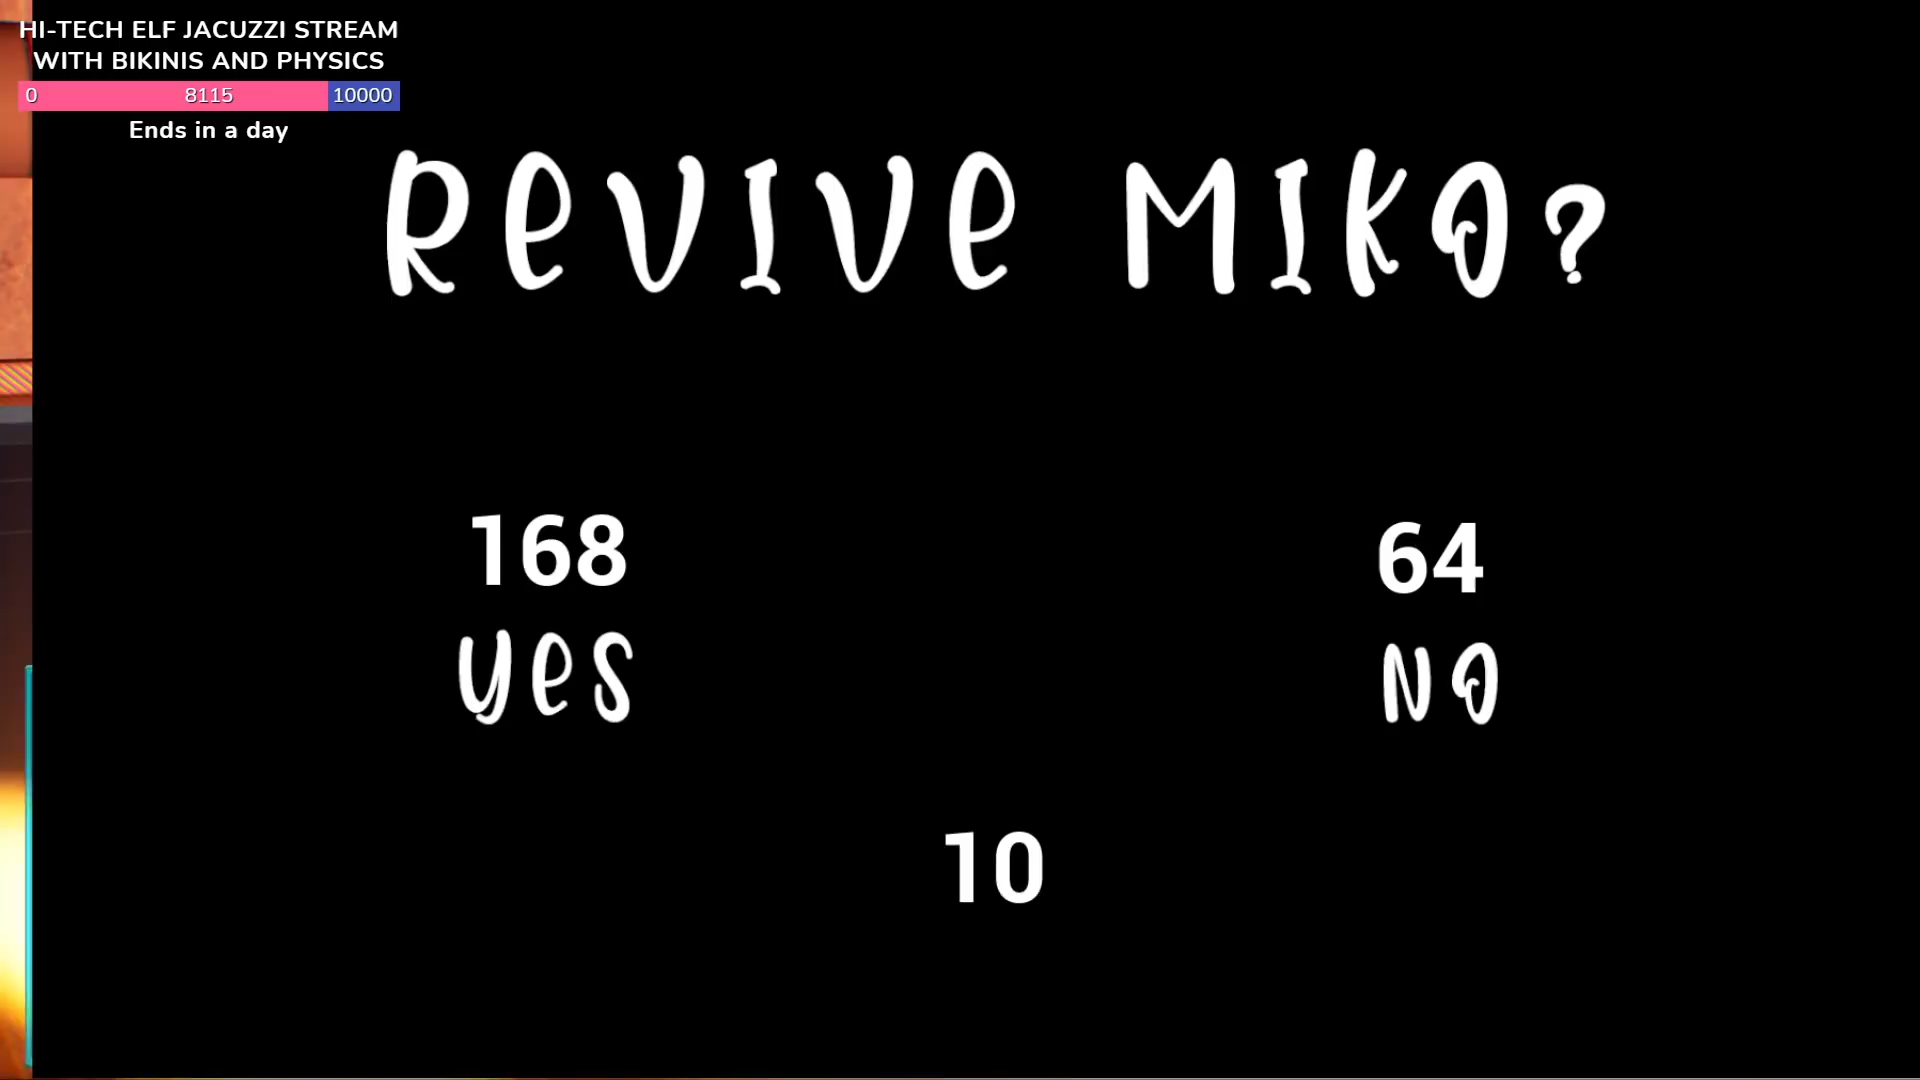 HI-TECH ELF JACUZZI STREAM
WITH BIKINIS AND PHYSICS
0 8115 10000
Ends in a day
ReVIVe MIKO?
168 64
yes NO
10